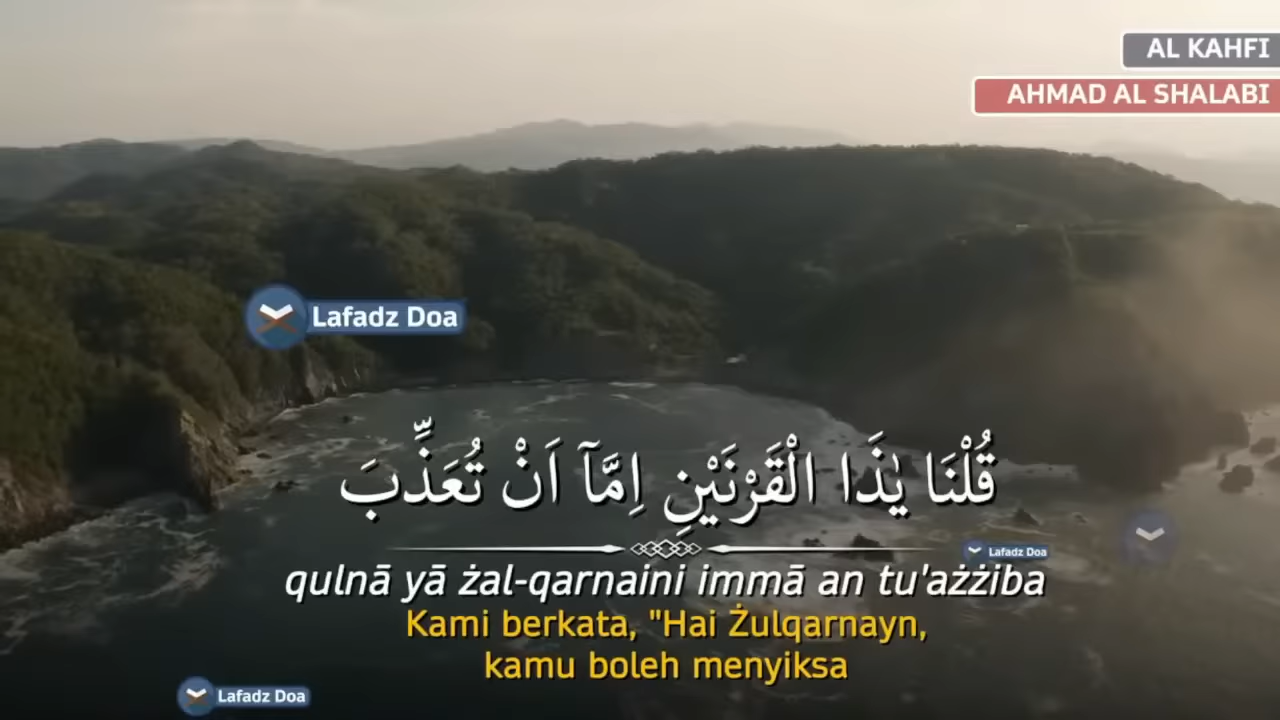 AL KAHFI
AHMAD AL SHALABI
Lafadz Doa
قُلْنَا يٰذَا الْقَرْنَيْنِ اِمَّآ اَنْ تُعَذِّبَ
Lafadz Doa
qulnā yā żal-qarnaini immā an tu'ażżiba
Kami berkata, "Hai Żulqarnayn,
kamu boleh menyiksa
Lafadz Doa